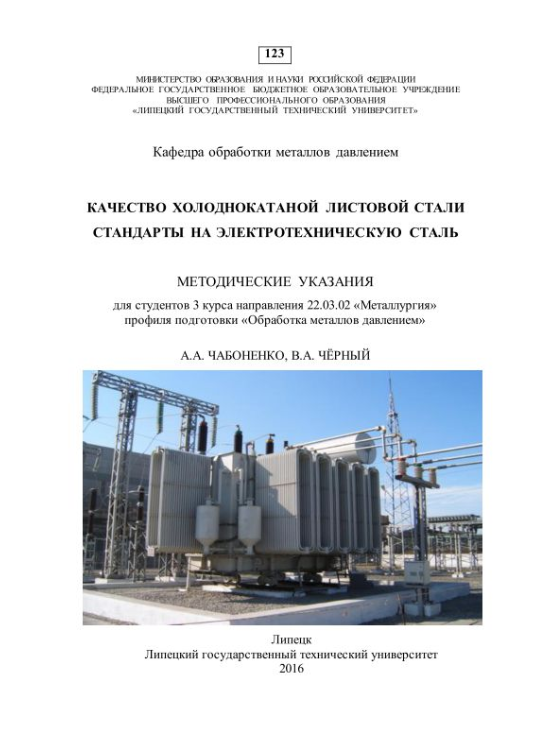 123
МИНИСТЕРСТВО ОБРАЗОВАНИЯ И НАУКИ РОССИЙСКОЙ ФЕДЕРАЦИИ
ФЕДЕРАЛЬНОЕ ГОСУДАРСТВЕННОЕ БЮДЖЕТНОЕ ОБРАЗОВАТЕЛЬНОЕ УЧРЕЖДЕНИЕ
ВЫСШЕГО ПРОФЕССИОНАЛЬНОГО ОБРАЗОВАНИЯ
«ЛИПЕЦКИЙ ГОСУДАРСТВЕННЫЙ ТЕХНИЧЕСКИЙ УНИВЕРСИТЕТ»
Кафедра обработки металлов давлением
КАЧЕСТВО ХОЛОДНОКАТАНОЙ ЛИСТОВОЙ СТАЛИ
СТАНДАРТЫ НА ЭЛЕКТРОТЕХНИЧЕСКУЮ СТАЛЬ
МЕТОДИЧЕСКИЕ УКАЗАНИЯ
для студентов 3 курса направления 22.03.02 «Металлургия»
профиля подготовки «Обработка металлов давлением»
А.А. ЧАБОНЕНКО, В.А. ЧЁРНЫЙ
Липецк
Липецкий государственный технический университет
2016